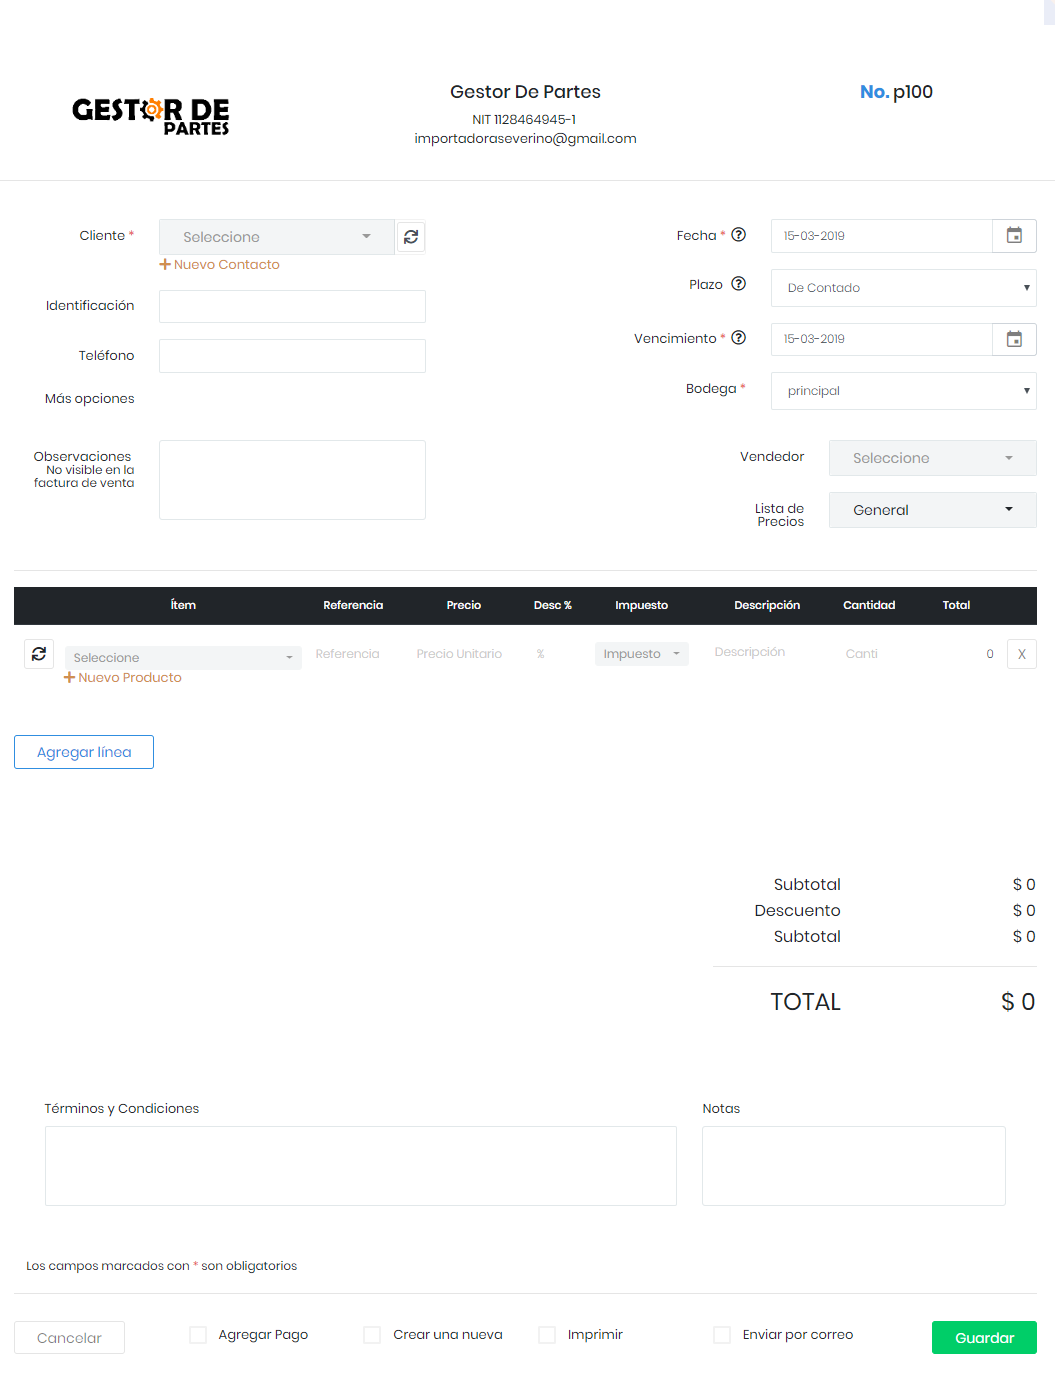 GESTOR DE
PARTES
Gestor De Partes
NIT 1128464945-1
importadoraseverino@gmail.com
No. p100
Cliente *
Seleccione
+ Nuevo Contacto
Identificación
Teléfono
Más opciones
Observaciones
No visible en la
factura de venta
Fecha *
15-03-2019
Plazo
De Contado
Vencimiento *
15-03-2019
Bodega *
principal
Vendedor
Seleccione
Lista de
Precios
General
Ítem Referencia Precio Desc % Impuesto Descripción Cantidad Total
Seleccione Referencia Precio Unitario % Impuesto Descripción Canti 0 X
+ Nuevo Producto
Agregar línea
Subtotal $ 0
Descuento $ 0
Subtotal $ 0
TOTAL $ 0
Términos y Condiciones
Notas
Los campos marcados con * son obligatorios
Cancelar Agregar Pago Crear una nueva Imprimir Enviar por correo Guardar